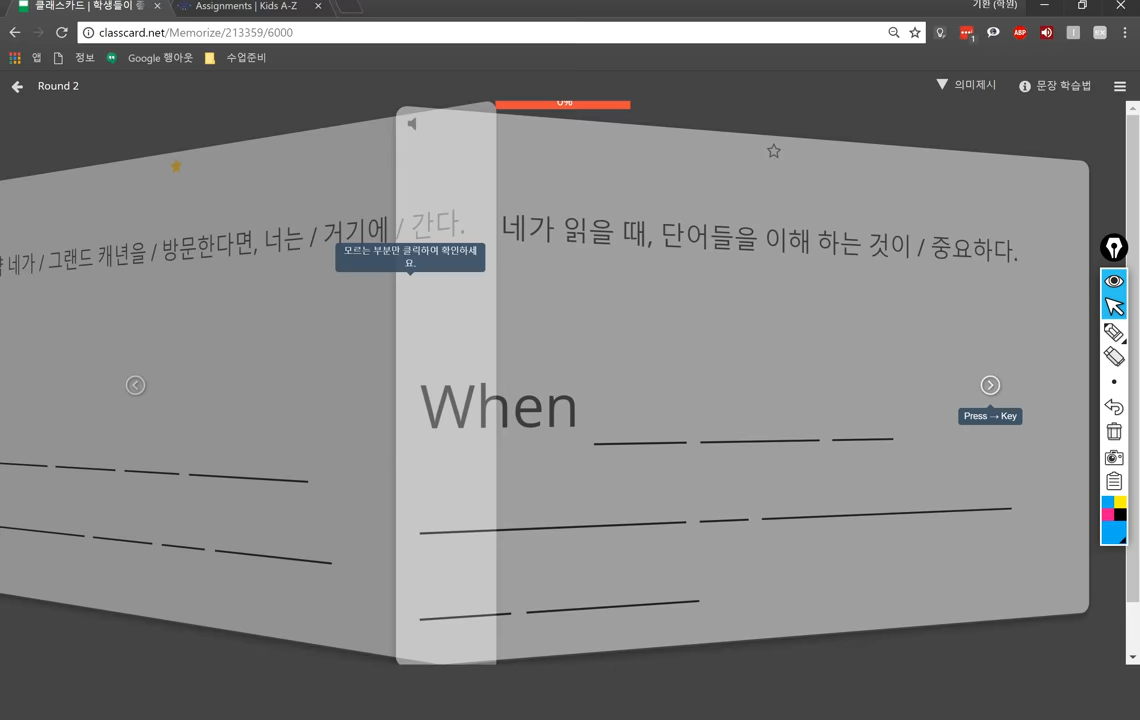 클래스카드 | 학생들이 좋
Assignments | Kids A-Z
기환 (학원)
classcard.net/Memorize/213359/6000
앱
정보
Google 행아웃
수업준비
1
ABP
Round 2
의미제시
문장 학습법
0%
네가 / 그랜드 캐년을 / 방문한다면, 너는 / 거기에 / 간다.
네가 읽을 때, 단어들을 이해 하는 것이 / 중요하다.
모르는 부분만 클릭하여 확인하세
요.
When
Press → Key